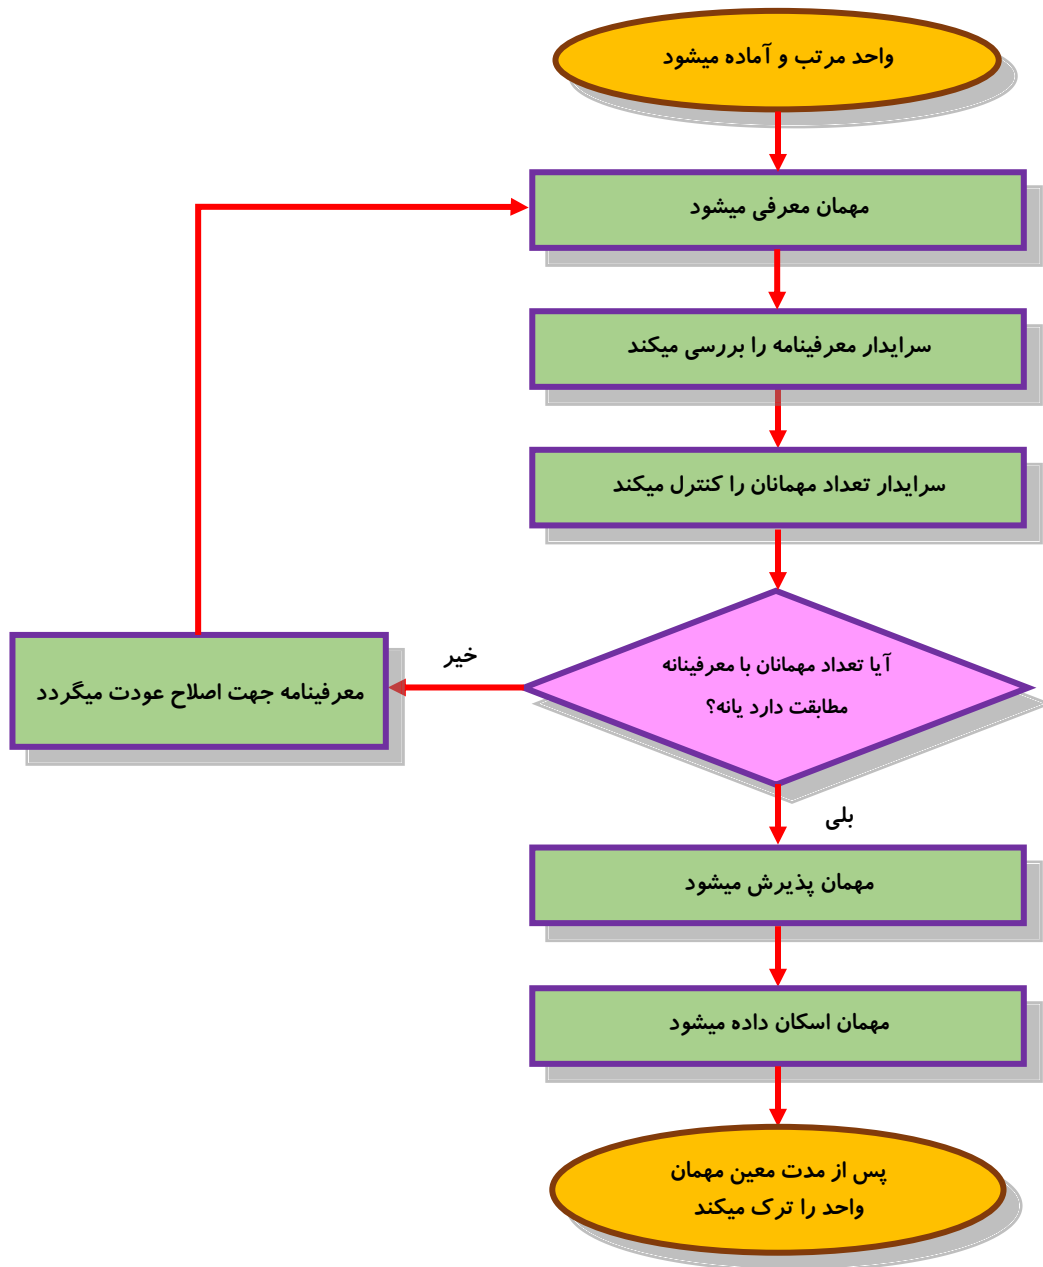 واحد مرتب و آماده میشود
مهمان معرفی میشود
سرایدار معرفینامه را بررسی میکند
سرایدار تعداد مهمانان را کنترل میکند
آیا تعداد مهمانان با معرفینانه
مطابقت دارد یانه؟
خیر
معرفینامه جهت اصلاح عودت میگردد
بلی
مهمان پذیرش میشود
مهمان اسکان داده میشود
پس از مدت معین مهمان
واحد را ترک میکند